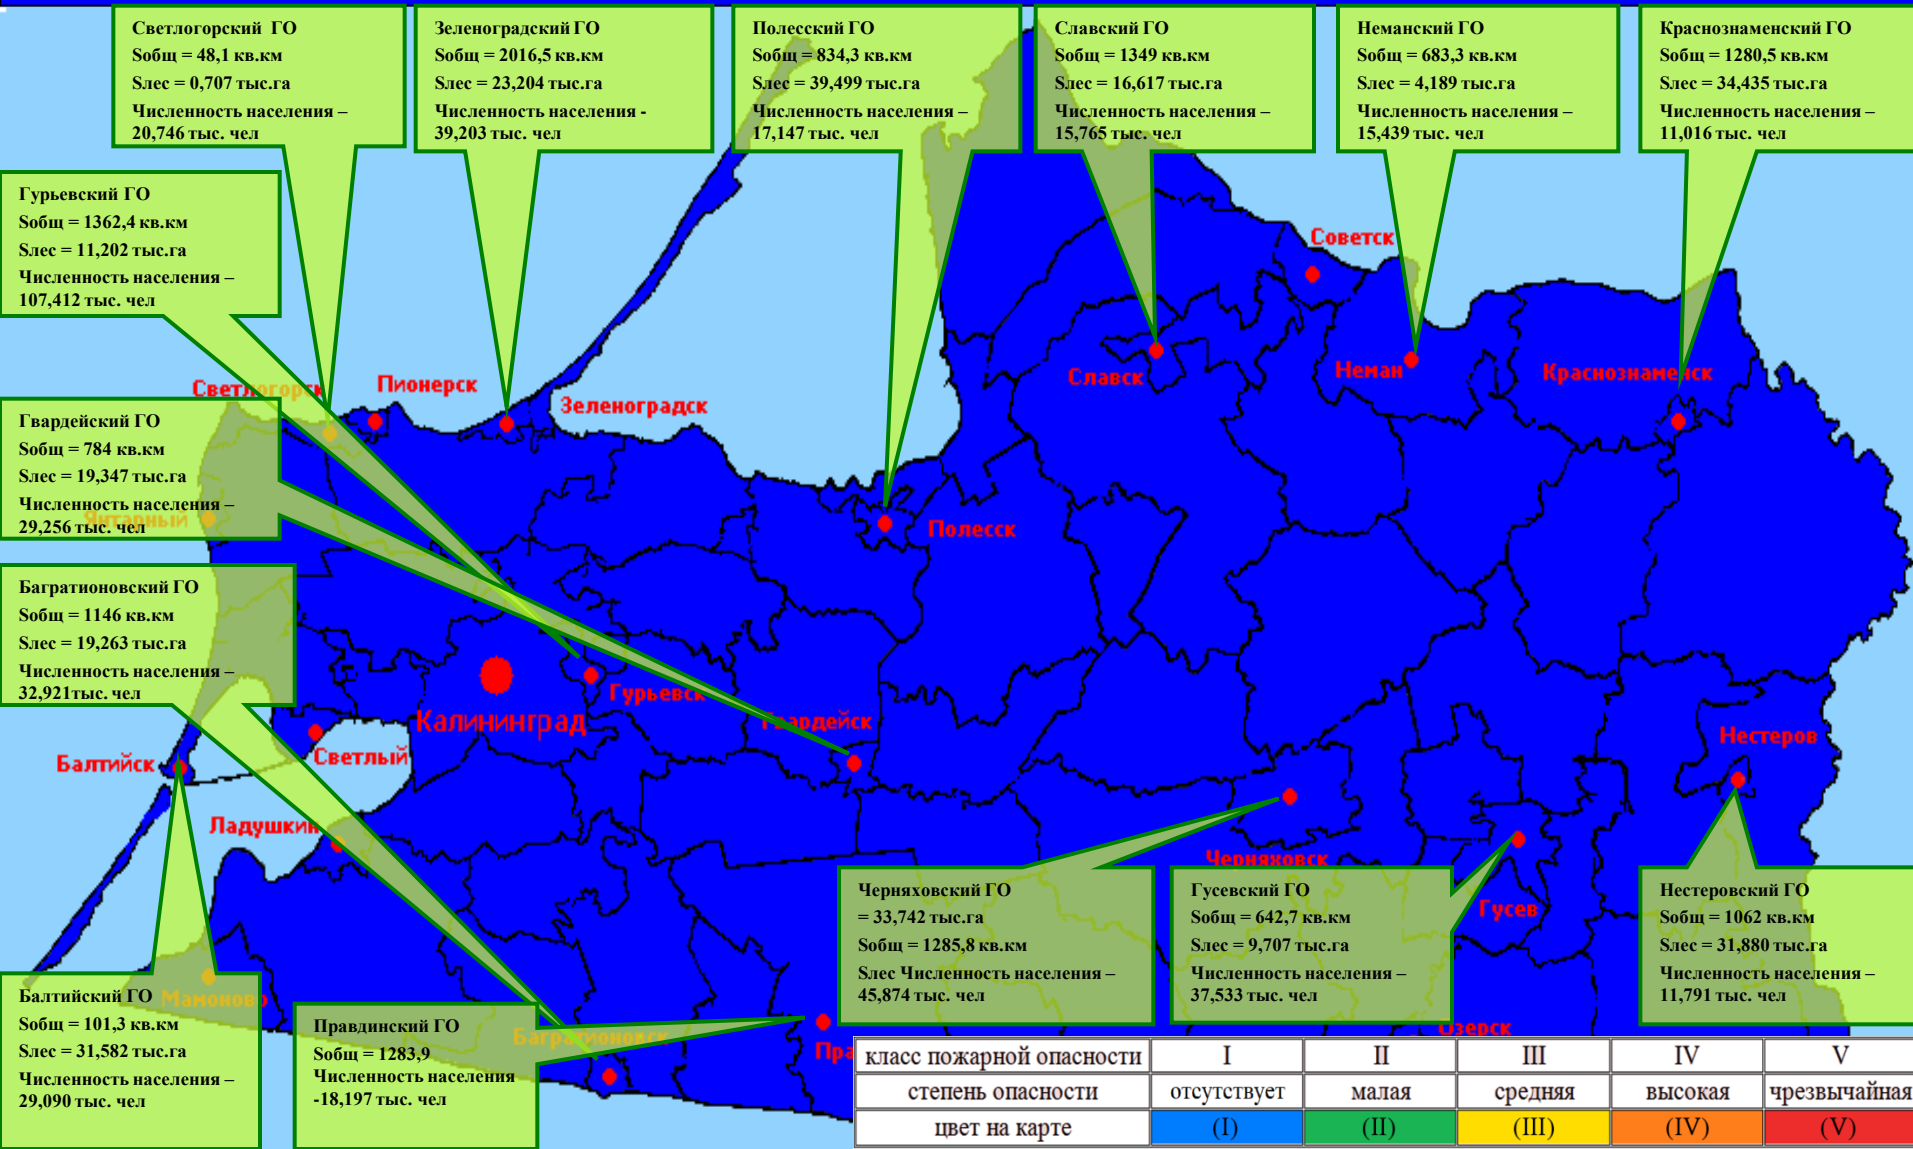 Светлогорский ГО
Sобщ = 48,1 кв.км
Sлес = 0,707 тыс.га
Численность населения –
20,746 тыс. чел
Зеленоградский ГО
Sобщ = 2016,5 кв.км
Sлес = 23,204 тыс.га
Численность населения -
39,203 тыс. чел
Полесский ГО
Sобщ = 834,3 кв.км
Sлес = 39,499 тыс.га
Численность населения –
17,147 тыс. чел
Славский ГО
Sобщ = 1349 кв.км
Sлес = 16,617 тыс.га
Численность населения –
15,765 тыс. чел
Неманский ГО
Sобщ = 683,3 кв.км
Sлес = 4,189 тыс.га
Численность населения –
15,439 тыс. чел
Краснознаменский ГО
Sобщ = 1280,5 кв.км
Sлес = 34,435 тыс.га
Численность населения –
11,016 тыс. чел
Гурьевский ГО
Sобщ = 1362,4 кв.км
Sлес = 11,202 тыс.га
Численность населения –
107,412 тыс. чел
Советск
Славск
Неман
Краснознаменск
Светлогорск
Пионерск
Зеленоградск
Гвардейский ГО
Sобщ = 784 кв.км
Sлес = 19,347 тыс.га
Численность населения –
29,256 тыс. чел
Янтарный
Полесск
Багратионовский ГО
Sобщ = 1146 кв.км
Sлес = 19,263 тыс.га
Численность населения –
32,921тыс. чел
Гурьевск
Калининград
Гвардейск
Нестеров
Балтийск
Светлый
Ладушкин
Черняховск
Гусев
Черняховский ГО
= 33,742 тыс.га
Sобщ = 1285,8 кв.км
Sлес Численность населения –
45,874 тыс. чел
Гусевский ГО
Sобщ = 642,7 кв.км
Sлес = 9,707 тыс.га
Численность населения –
37,533 тыс. чел
Нестеровский ГО
Sобщ = 1062 кв.км
Sлес = 31,880 тыс.га
Численность населения –
11,791 тыс. чел
Балтийский ГО
Sобщ = 101,3 кв.км
Sлес = 31,582 тыс.га
Численность населения –
29,090 тыс. чел
Мамоново
Правдинский ГО
Sобщ = 1283,9
Численность населения
-18,197 тыс. чел
Багратионовск
Пра
Озерск
класс пожарной опасности I II III IV V
степень опасности отсутствует малая средняя высокая чрезвычайная
цвет на карте (I) (II) (III) (IV) (V)